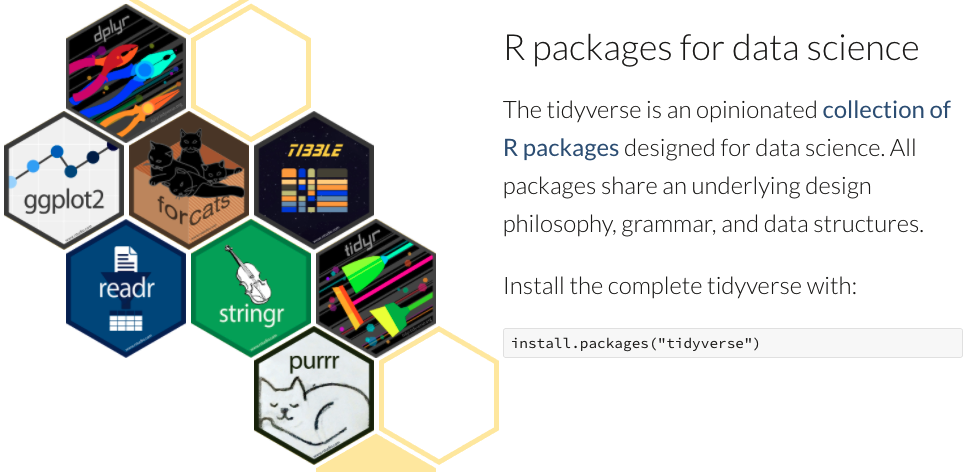 dplyr
ggplot2
forcats
TIBBLE
readr
stringr
tidyr
purrr
R packages for data science
The tidyverse is an opinionated collection of
R packages designed for data science. All
packages share an underlying design
philosophy, grammar, and data structures.
Install the complete tidyverse with:
install.packages("tidyverse")